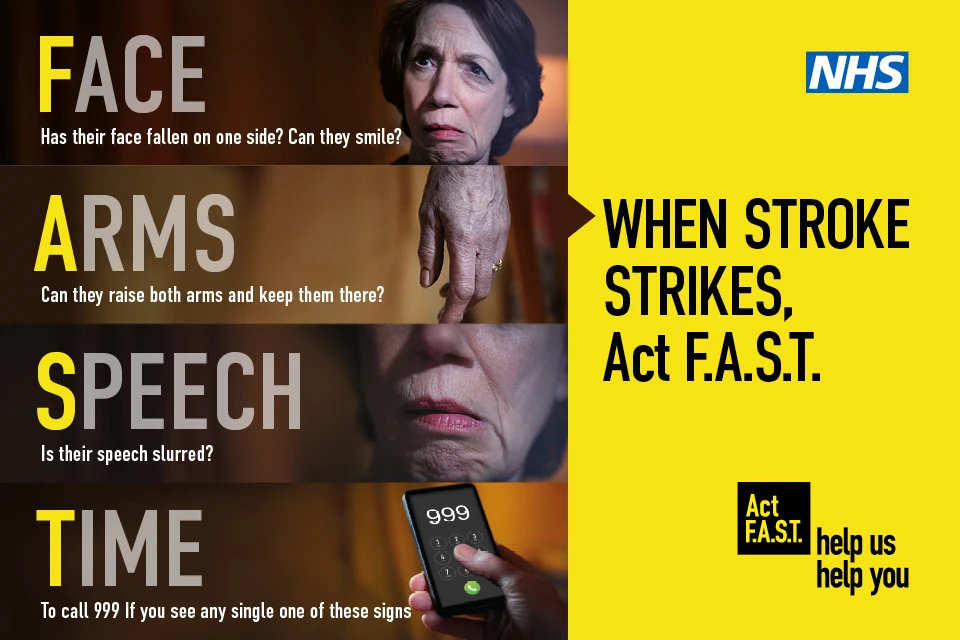 FACE
Has their face fallen on one side? Can they smile?
ARMS
Can they raise both arms and keep them there?
SPEECH
Is their speech slurred?
TIME
999
To call 999 If you see any single one of these signs
NHS
WHEN STROKE
STRIKES,
Act F.A.S.T.
Act
F.A.S.T.
help us
help you